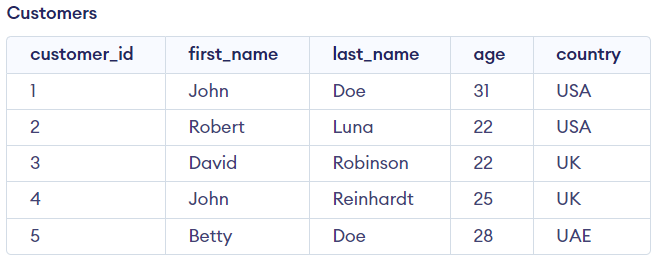 Customers
customer_id first_name last_name age country
1 John Doe 31 USA
2 Robert Luna 22 USA
3 David Robinson 22 UK
4 John Reinhardt 25 UK
5 Betty Doe 28 UAE